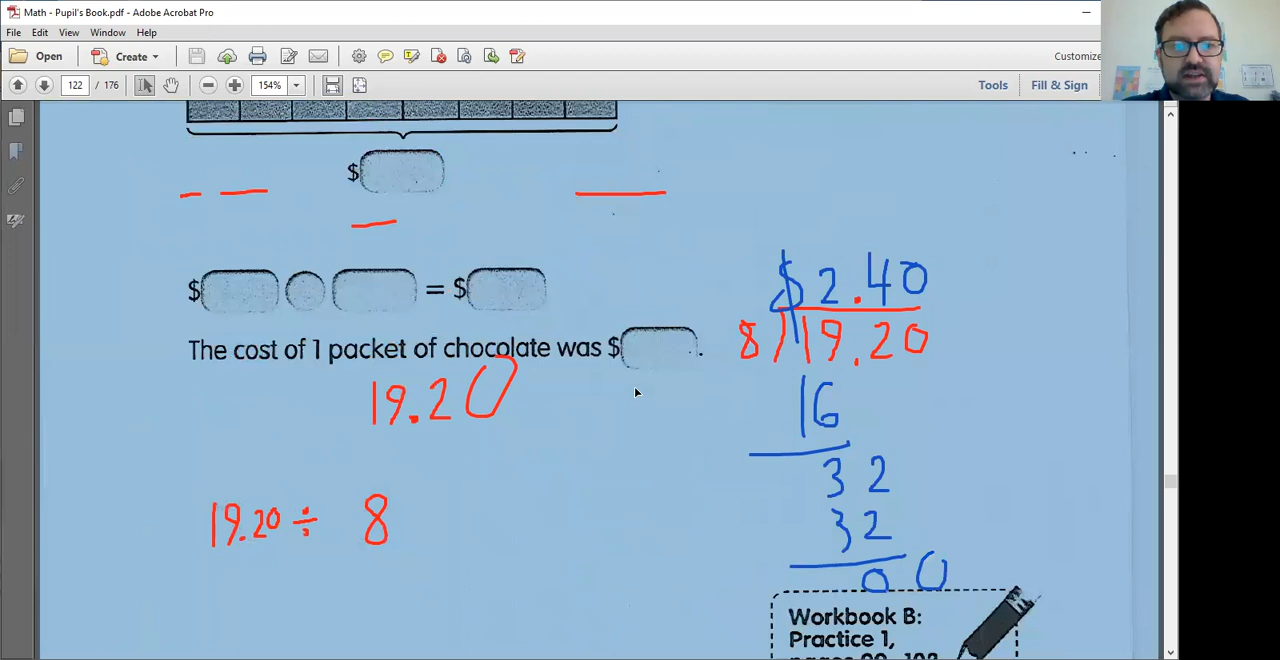 Math - Pupil's Book.pdf - Adobe Acrobat Pro
File Edit View Window Help
Open Create Customize
122 / 176 154% Tools Fill & Sign
$
$ = $
The cost of 1 packet of chocolate was $ .
19.20
19.20 ÷ 8
$2.40
8 19.20
16
32
32
00
Workbook B:
Practice 1,